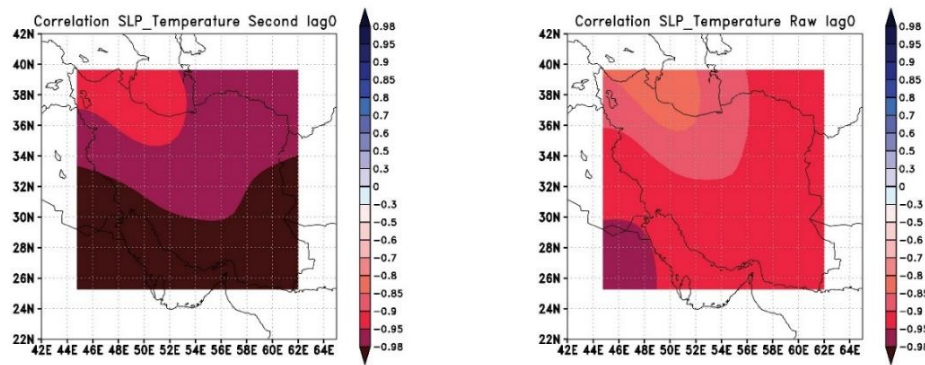 Correlation SLP_Temperature Second lag0
42N
40N
38N
36N
34N
32N
30N
28N
26N
24N
22N
42E 44E 46E 48E 50E 52E 54E 56E 58E 60E 62E 64E
0.98
0.95
0.9
0.85
0.8
0.7
0.6
0.5
0.3
0
-0.3
-0.5
-0.6
-0.7
-0.8
-0.85
-0.9
-0.95
-0.98
Correlation SLP_Temperature Raw lag0
42N
40N
38N
36N
34N
32N
30N
28N
26N
24N
22N
42E 44E 46E 48E 50E 52E 54E 56E 58E 60E 62E 64E
0.98
0.95
0.9
0.85
0.8
0.7
0.6
0.5
0.3
0
-0.3
-0.5
-0.6
-0.7
-0.8
-0.85
-0.9
-0.95
-0.98